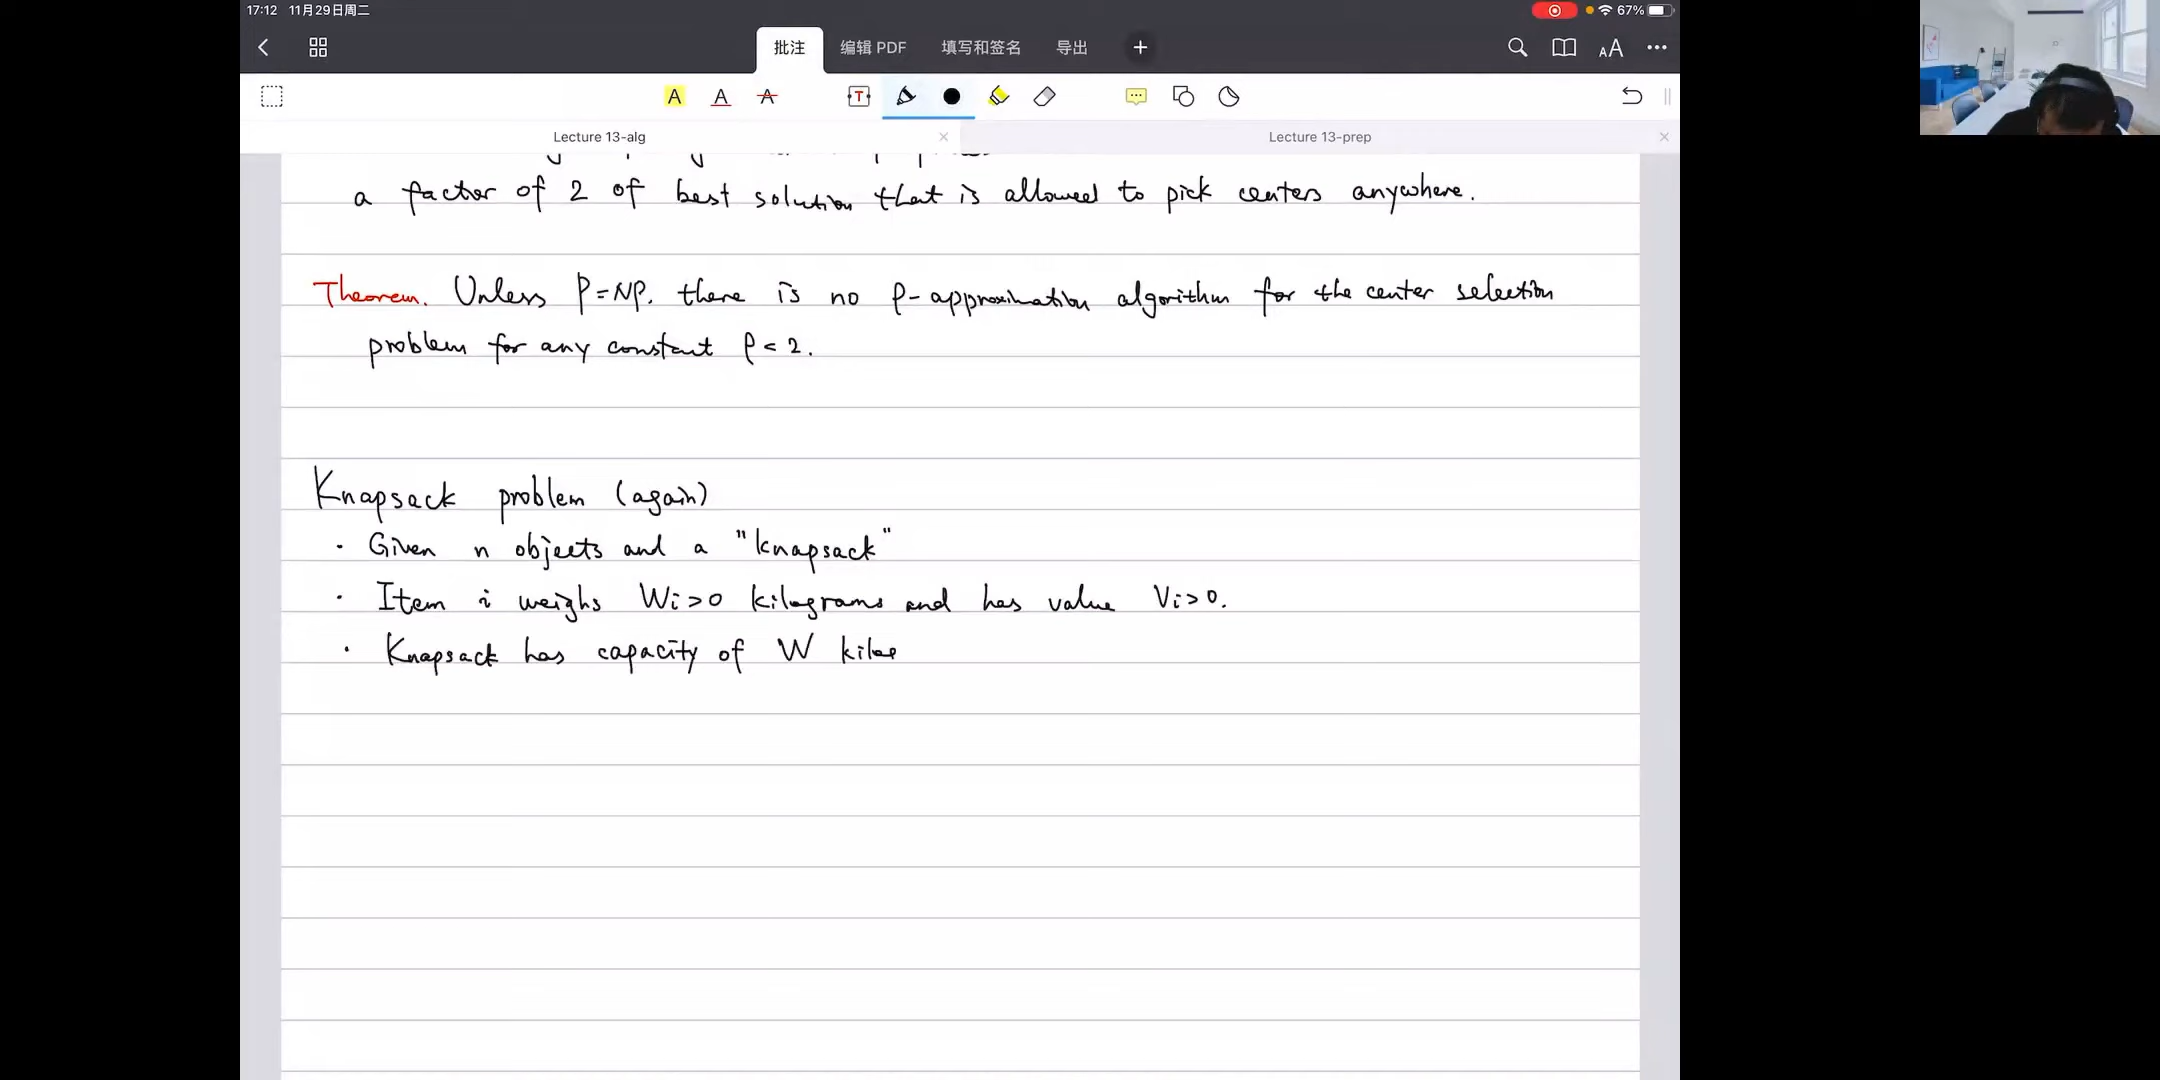 17:12 11月29日周二
67%
批注 编辑 PDF 填写和签名 导出
AA
A A A T
Lecture 13-alg
Lecture 13-prep
a factor of 2 of best solution that is allowed to pick centers anywhere.
Theorem. Unless P=NP. there is no ρ-approximation algorithm for the center selection
problem for any constant ρ<2.
Knapsack problem (again)
· Given n objects and a "knapsack"
· Item i weighs Wi>0 kilograms and has value Vi>0.
· Knapsack has capacity of W kilo